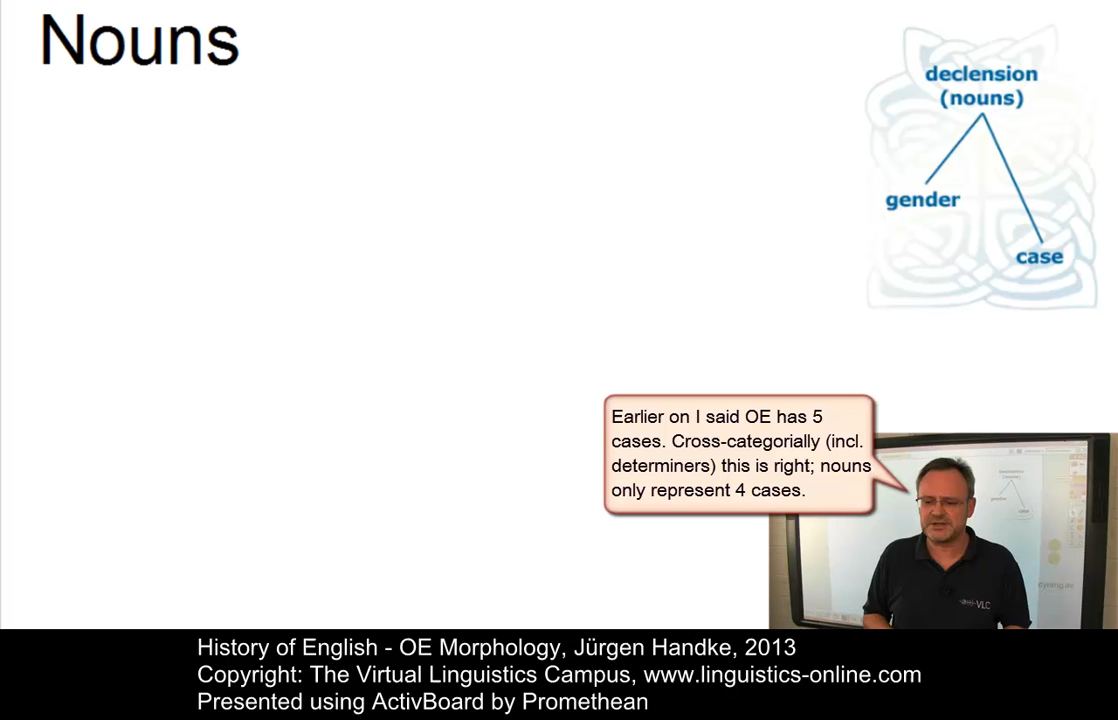 Nouns
declension
(nouns)
gender
case
Earlier on I said OE has 5
cases. Cross-categorially (incl.
determiners) this is right; nouns
only represent 4 cases.
VLC
History of English - OE Morphology, Jürgen Handke, 2013
Copyright: The Virtual Linguistics Campus, www.linguistics-online.com
Presented using ActivBoard by Promethean